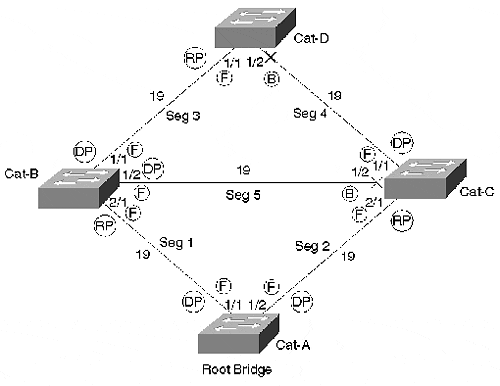 Cat-D
RP
1/1 1/2
F
B
19
19
Seg 3
Seg 4
DP
F
DP
F
1/1
1/2
DP
19
1/2
1/1
Cat-B
F
B
Cat-C
Seg 5
2/1
F
RP
F
2/1
RP
Seg 1
Seg 2
19
19
F
F
DP
1/1 1/2
DP
Cat-A
Root Bridge